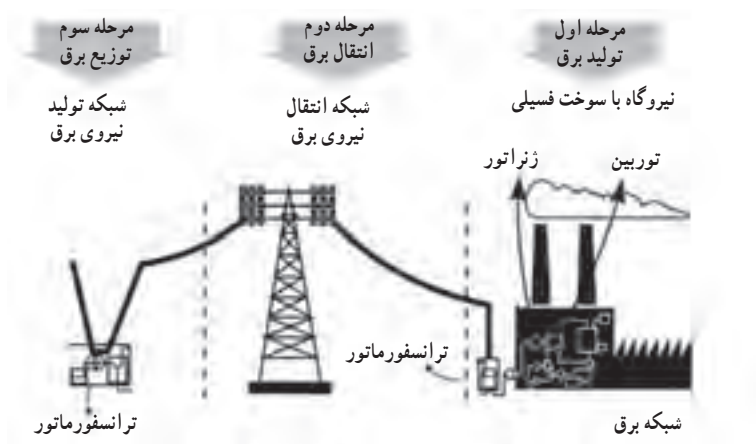 مرحله اول
تولید برق
مرحله دوم
انتقال برق
مرحله سوم
توزیع برق
نیروگاه با سوخت فسیلی
شبکه انتقال
نیروی برق
شبکه تولید
نیروی برق
توربین
ژنراتور
ترانسفورماتور
ترانسفورماتور
شبکه برق